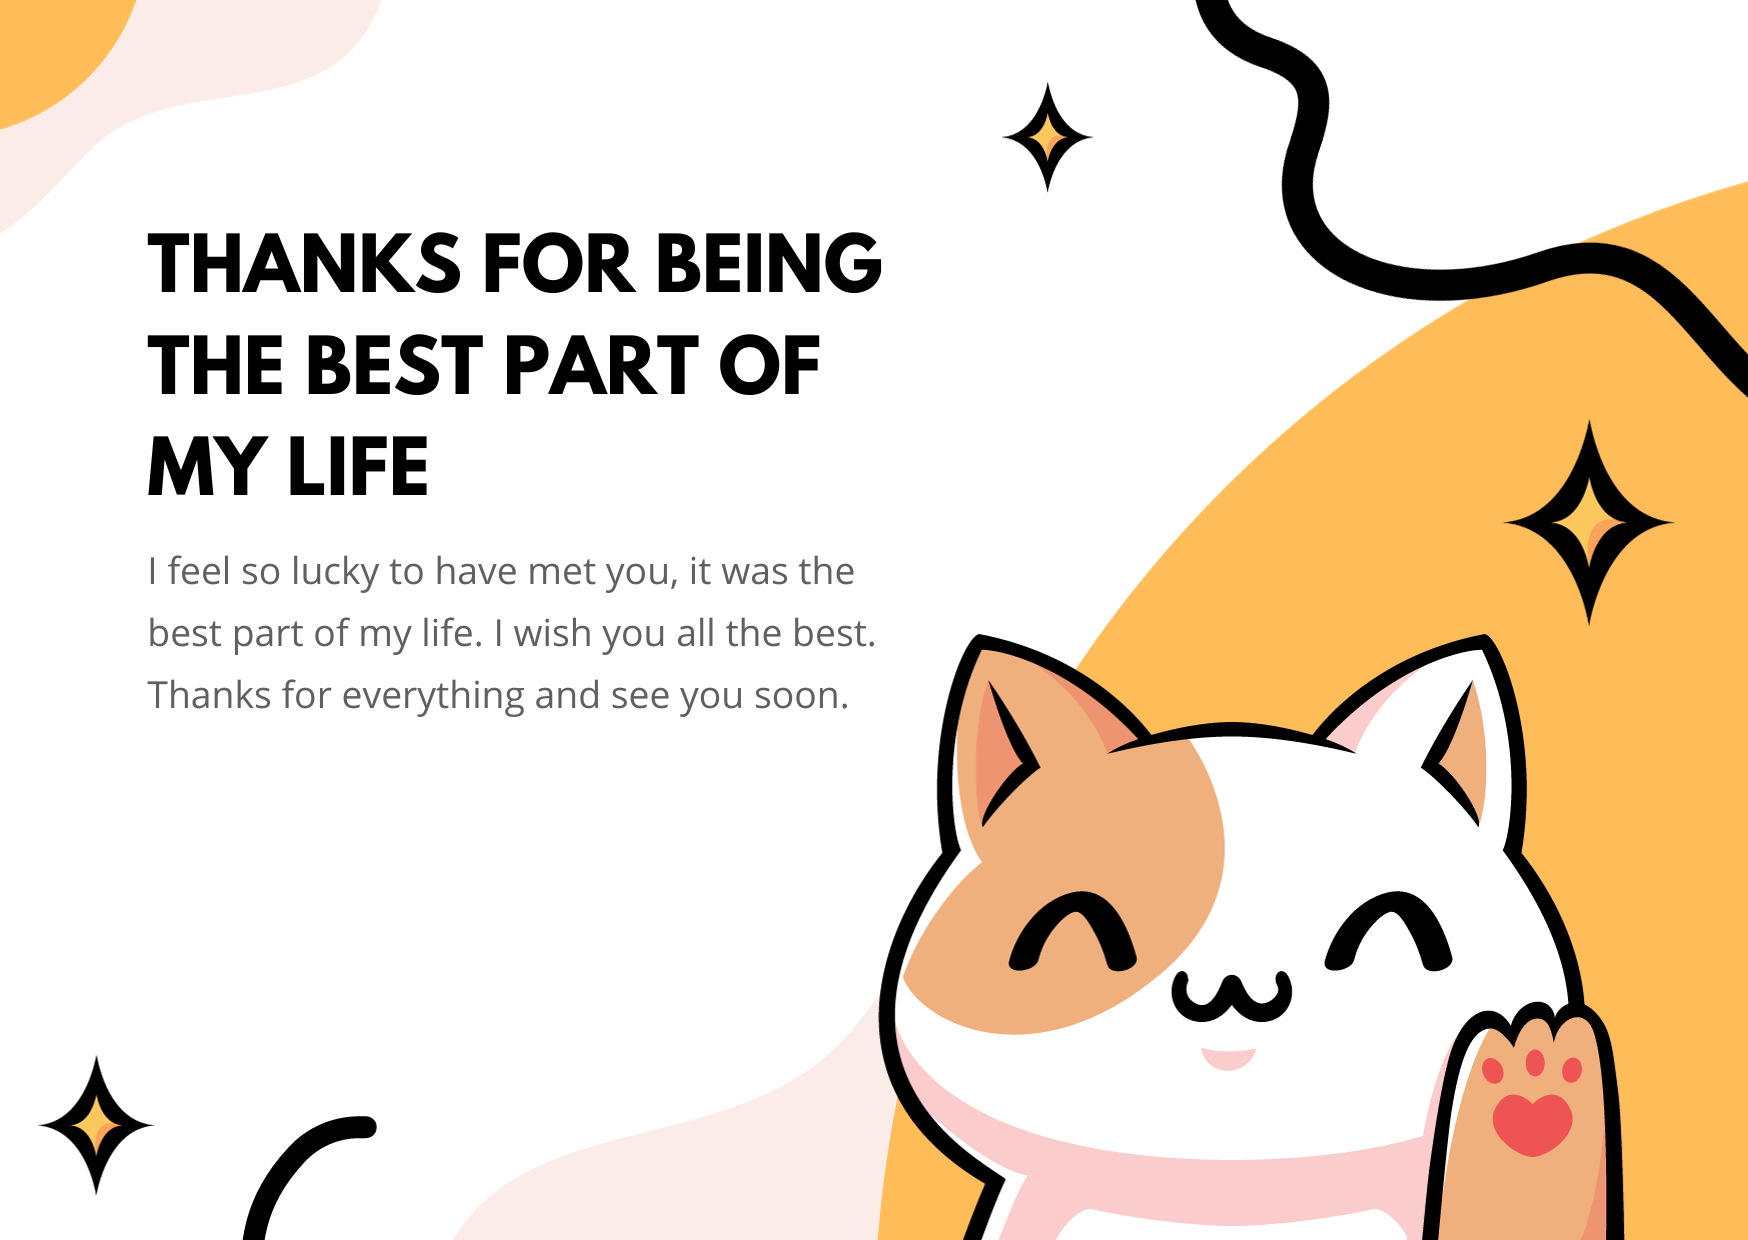 THANKS FOR BEING
THE BEST PART OF
MY LIFE
I feel so lucky to have met you, it was the
best part of my life. I wish you all the best.
Thanks for everything and see you soon.